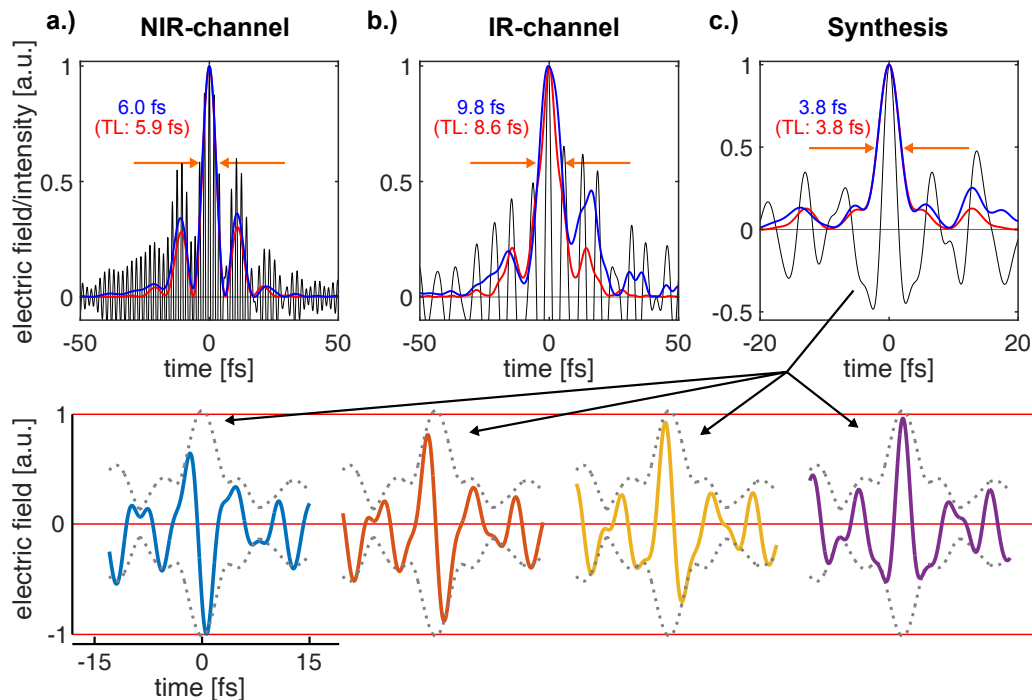 a.) NIR-channel
b.) IR-channel
c.) Synthesis
electric field/intensity [a.u.]
1
0.5
0
6.0 fs
(TL: 5.9 fs)
-50 0 50
time [fs]
1
0.5
0
9.8 fs
(TL: 8.6 fs)
-50 0 50
time [fs]
1
0.5
0
-0.5
3.8 fs
(TL: 3.8 fs)
-20 0 20
time [fs]
electric field [a.u.]
1
0
-1
-15 0 15
time [fs]